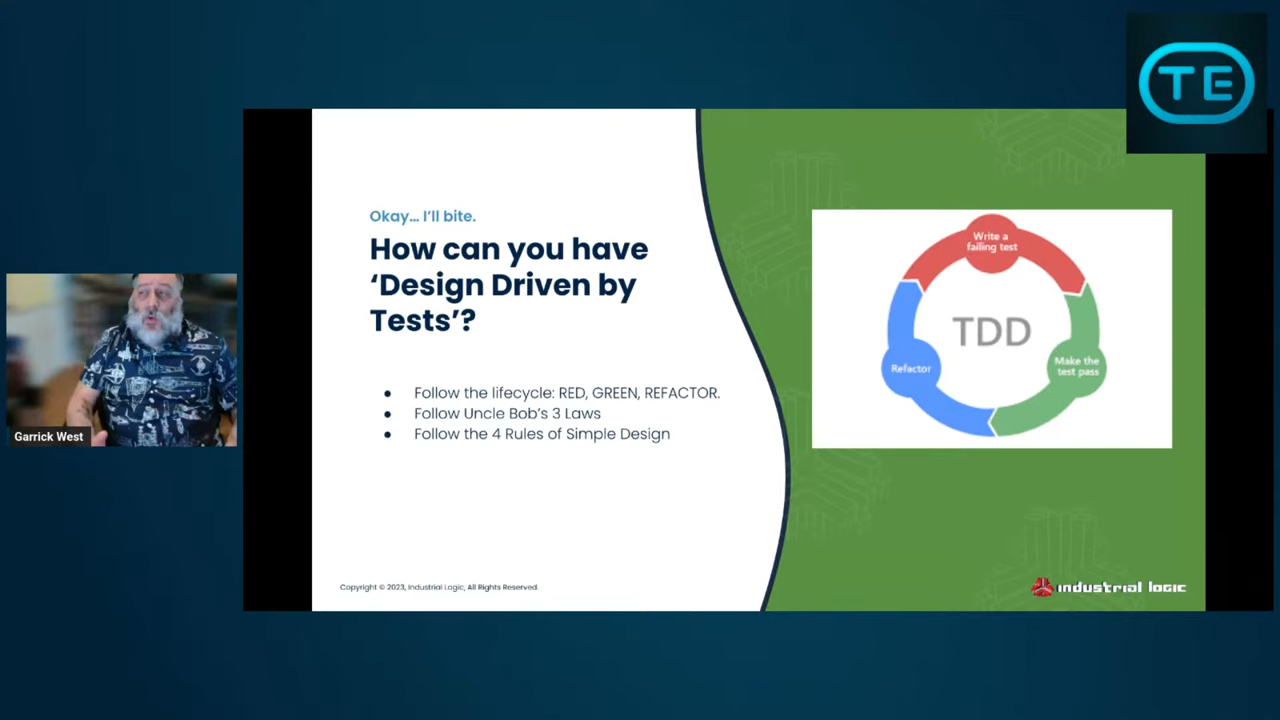 TE
Okay... I'll bite.
How can you have
‘Design Driven by
Tests’?
● Follow the lifecycle: RED, GREEN, REFACTOR.
● Follow Uncle Bob's 3 Laws
● Follow the 4 Rules of Simple Design
Write a
failing test
TDD
Make the
test pass
Refactor
Garrick West
Copyright © 2023, Industrial Logic, All Rights Reserved.
industrial logic